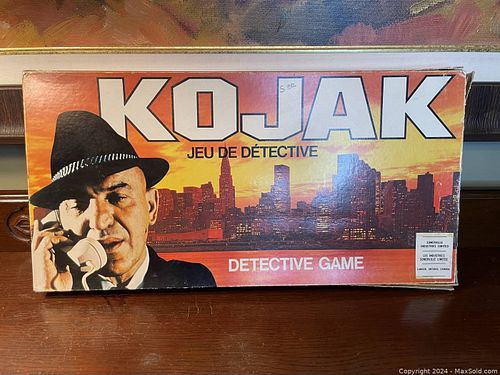 KOJAK
JEU DE DÉTECTIVE
DETECTIVE GAME
Copyright © 2024 - MaxSold.com